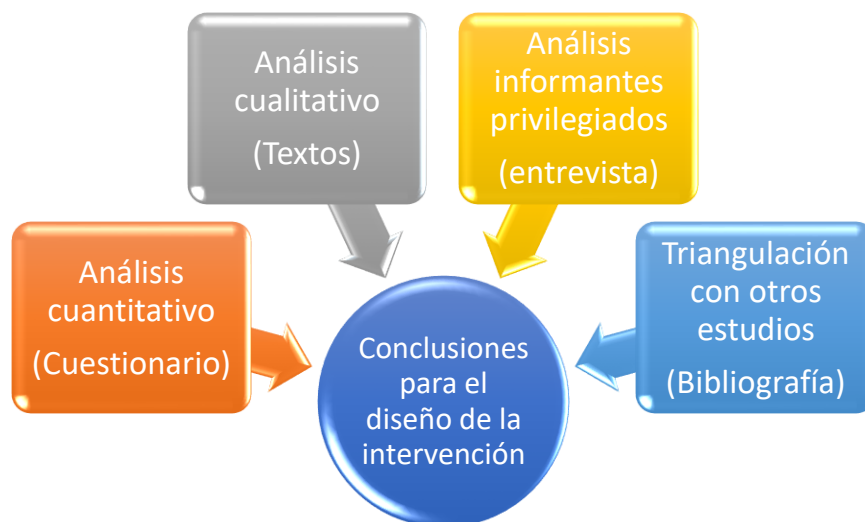 Análisis
cualitativo
(Textos)
Análisis
informantes
privilegiados
(entrevista)
Análisis
cuantitativo
(Cuestionario)
Triangulación
con otros
estudios
(Bibliografía)
Conclusiones
para el
diseño de la
intervención